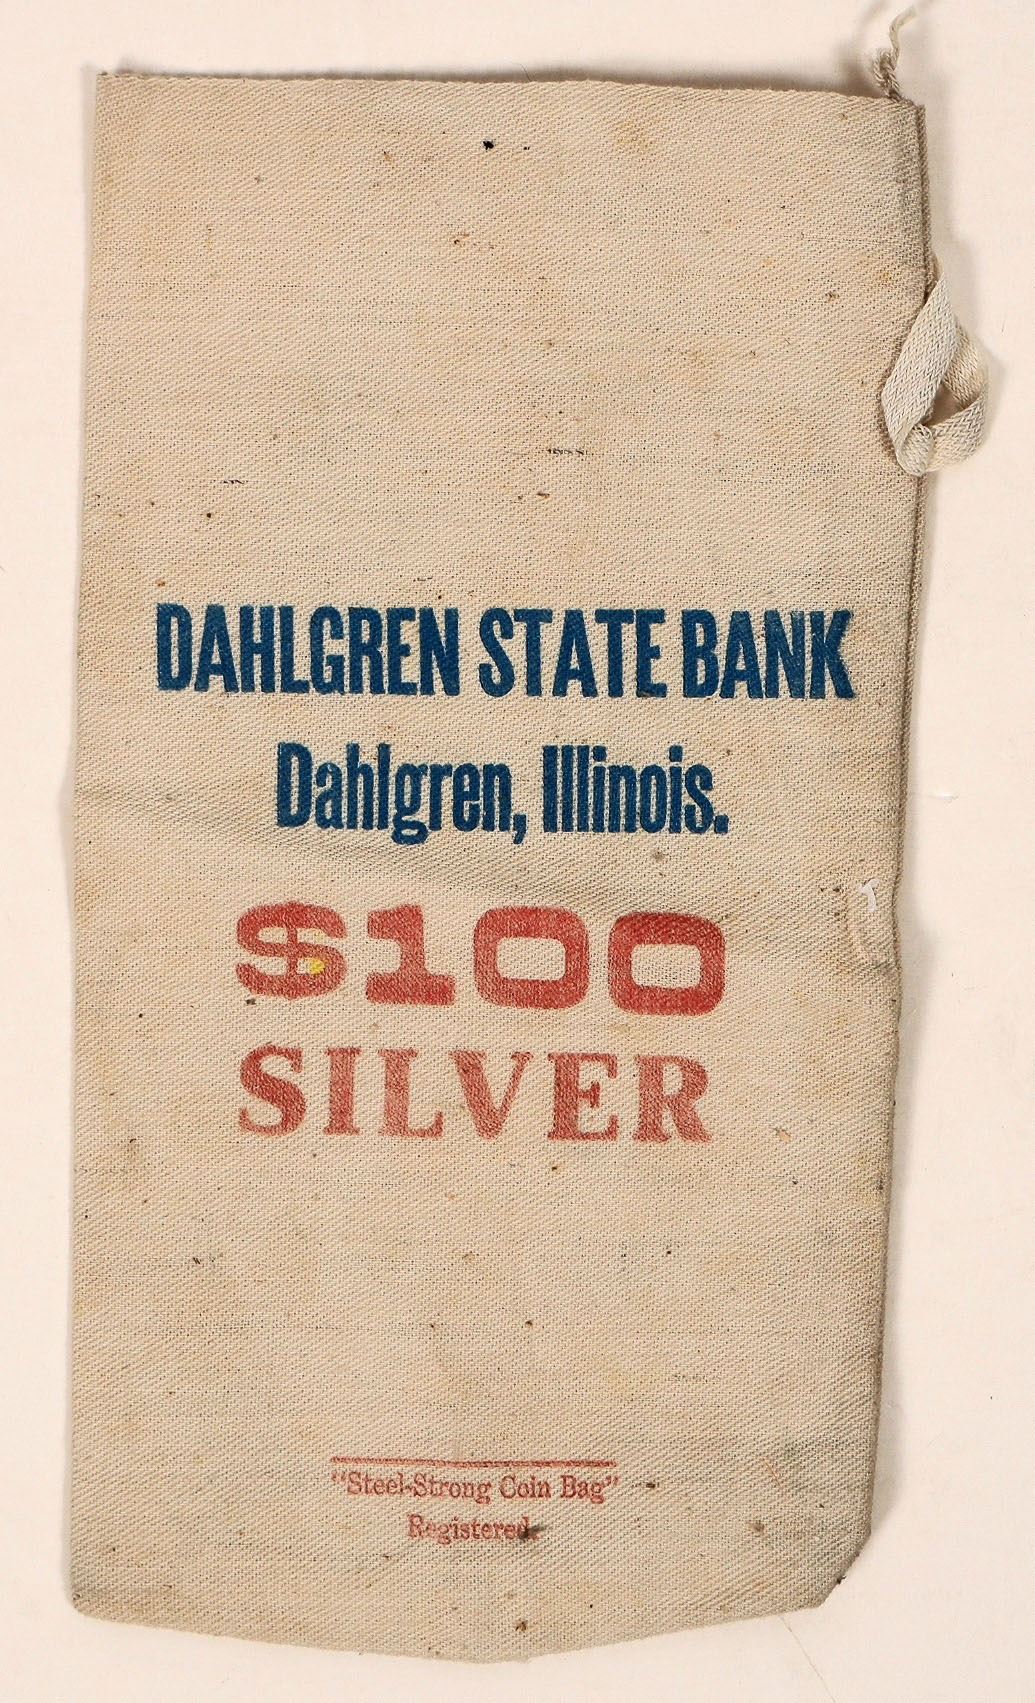 DAHLGREN STATE BANK
Dahlgren, Illinois.
$100
SILVER
"Steel-Strong Coin Bag"
Registered.